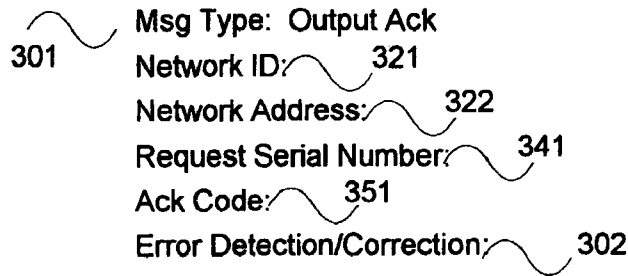 301 Msg Type: Output Ack
Network ID: 321
Network Address: 322
Request Serial Number: 341
Ack Code: 351
Error Detection/Correction: 302